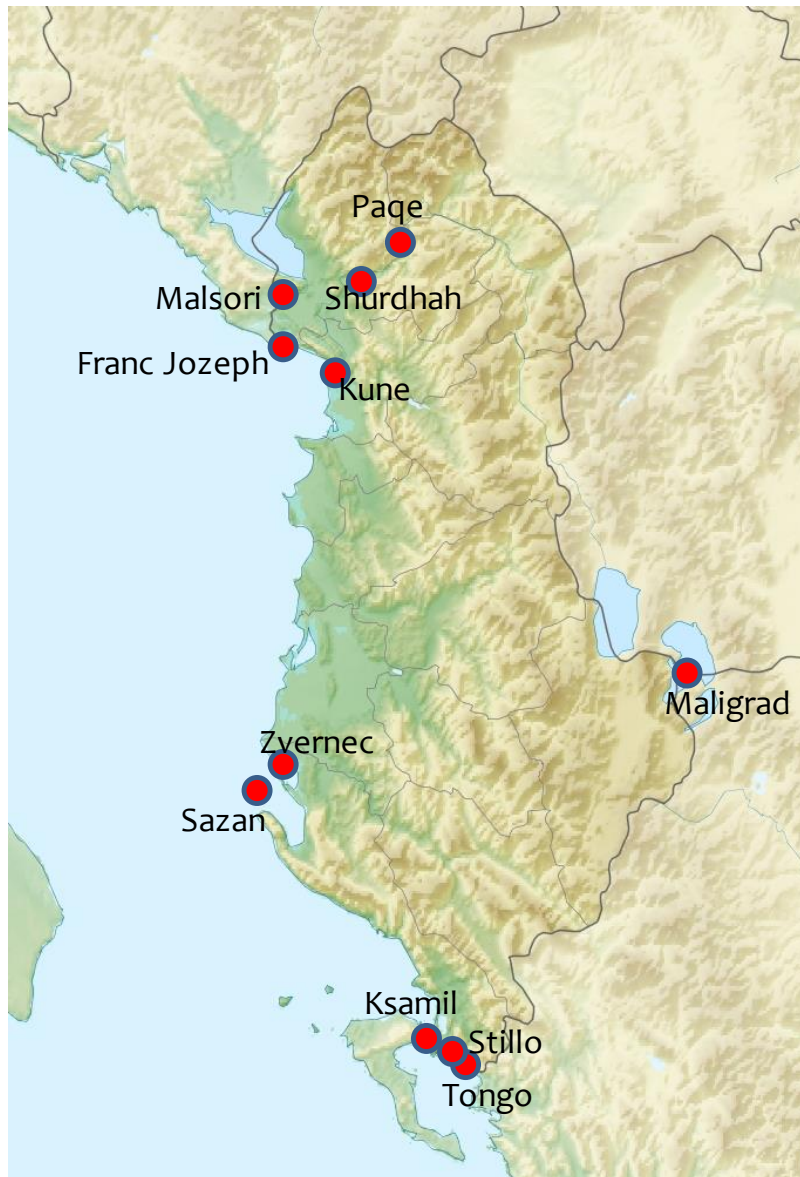 Paqe
Malsori
Shurdhah
Franc Jozeph
Kune
Maligrad
Zvernec
Sazan
Ksamil
Stillo
Tongo